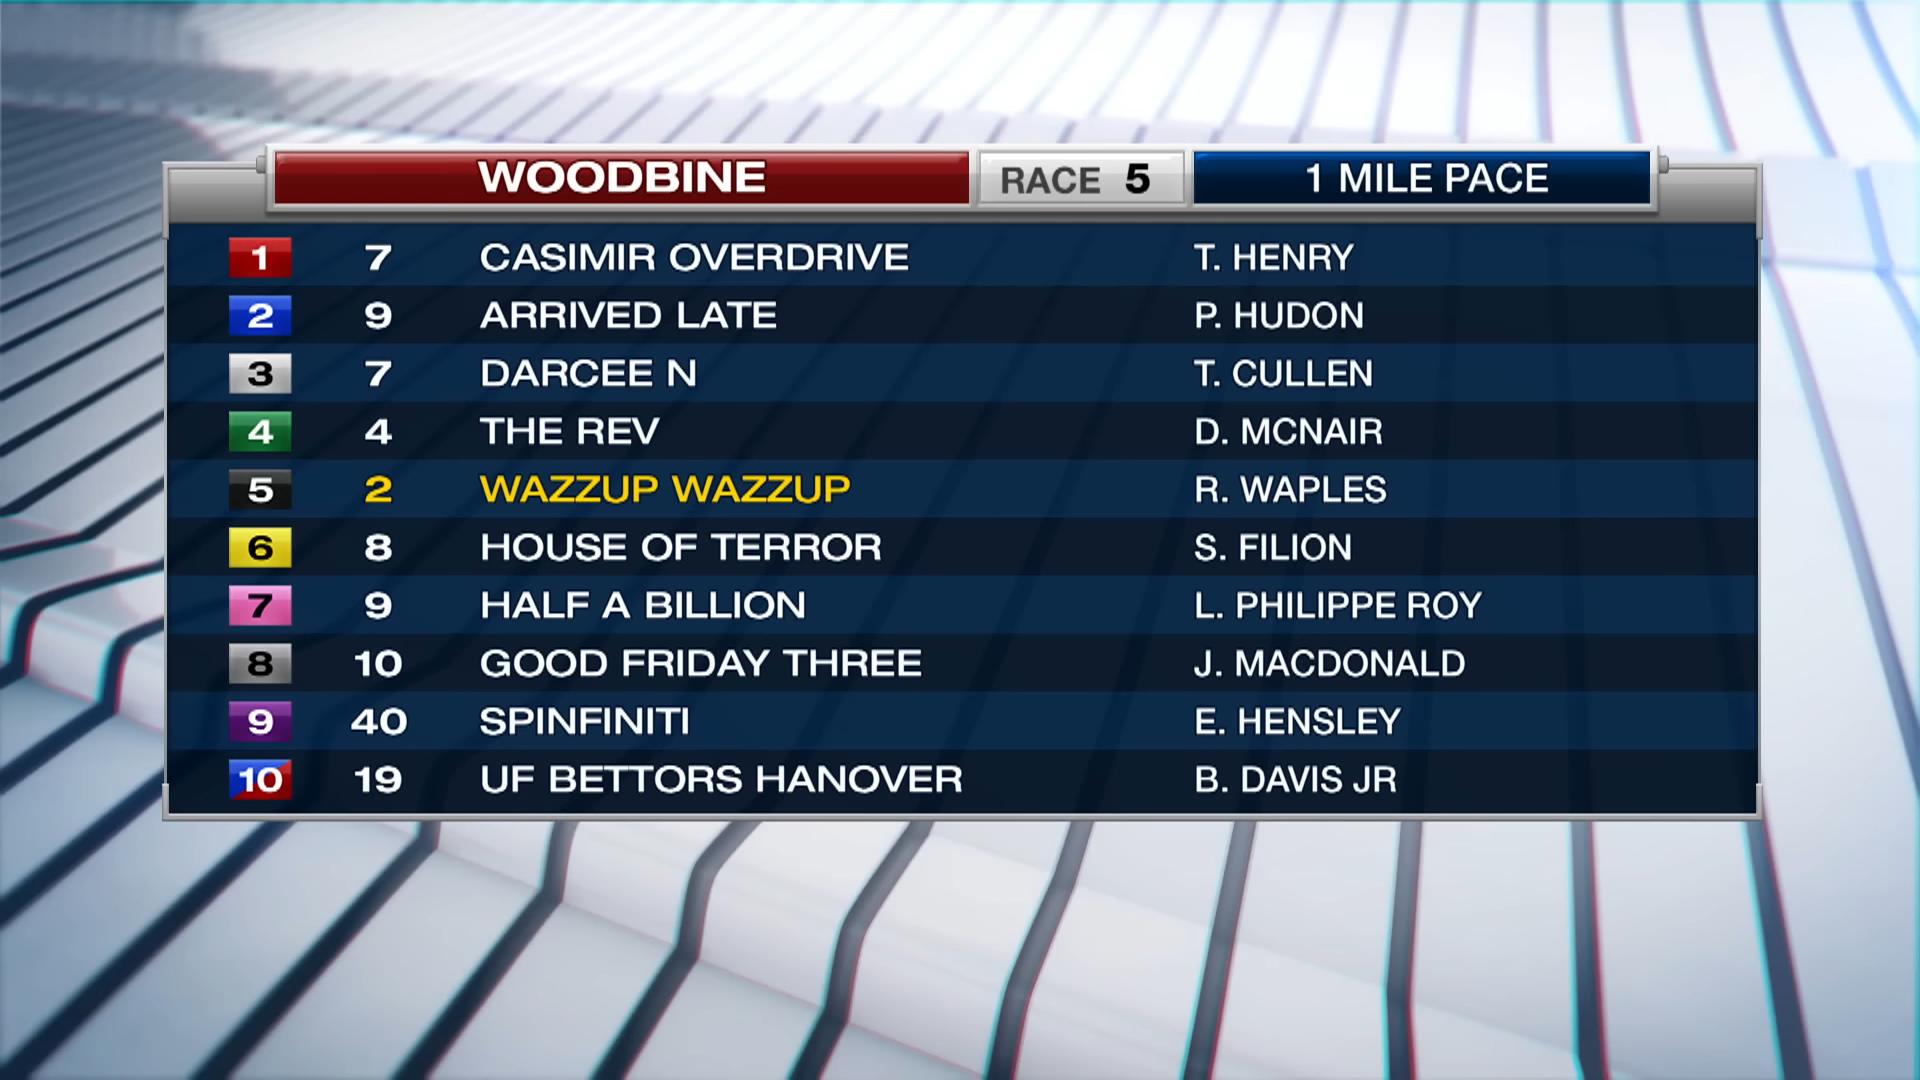 WOODBINE RACE 5 1 MILE PACE
1 7 CASIMIR OVERDRIVE T. HENRY
2 9 ARRIVED LATE P. HUDON
3 7 DARCEE N T. CULLEN
4 4 THE REV D. MCNAIR
5 2 WAZZUP WAZZUP R. WAPLES
6 8 HOUSE OF TERROR S. FILION
7 9 HALF A BILLION L. PHILIPPE ROY
8 10 GOOD FRIDAY THREE J. MACDONALD
9 40 SPINFINITI E. HENSLEY
10 19 UF BETTORS HANOVER B. DAVIS JR